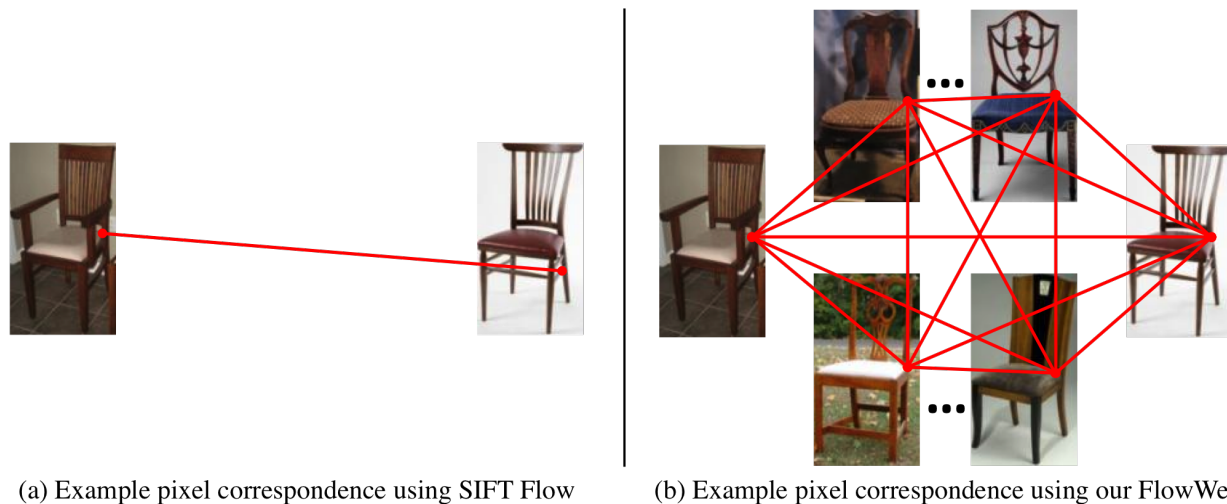 (a) Example pixel correspondence using SIFT Flow
(b) Example pixel correspondence using our FlowWe